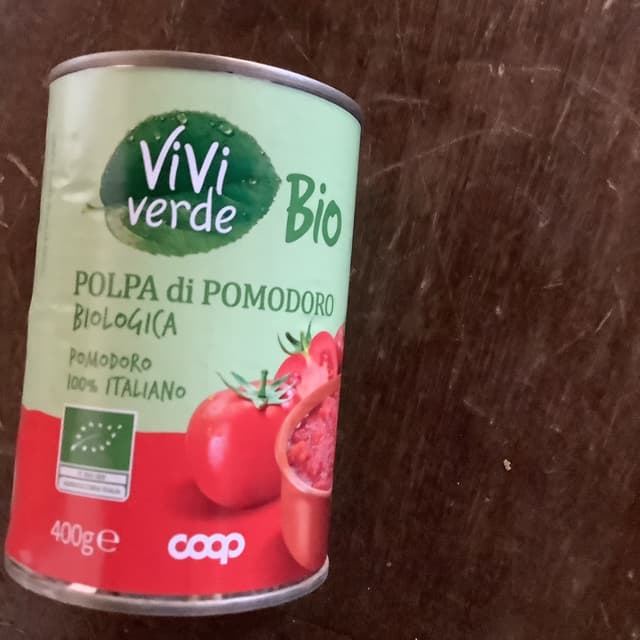 ViVi
verde
Bio
POLPA di POMODORO
BIOLOGICA
POMODORO
100% ITALIANO
400g e
coop